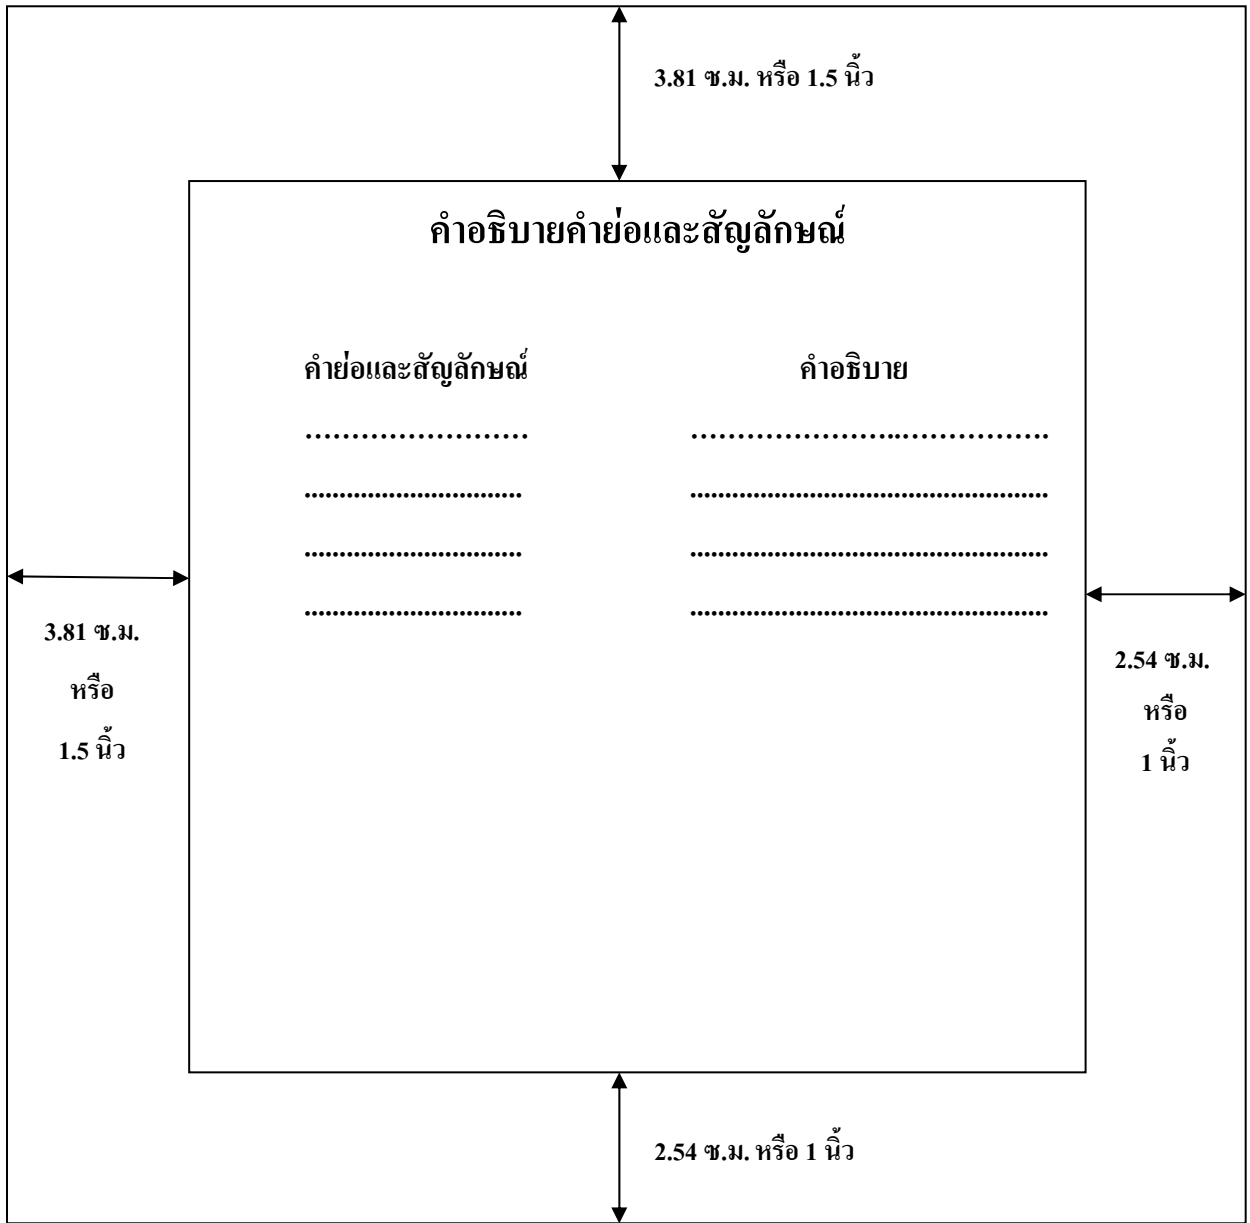 3.81 ซ.ม. หรือ 1.5 นิ้ว
คำอธิบายคำย่อและสัญลักษณ์
คำย่อและสัญลักษณ์ คำอธิบาย
…………………… …………………..…………….
............................... ...................................................
............................... ...................................................
............................... ...................................................
3.81 ซ.ม.
หรือ
1.5 นิ้ว
2.54 ซ.ม.
หรือ
1 นิ้ว
2.54 ซ.ม. หรือ 1 นิ้ว